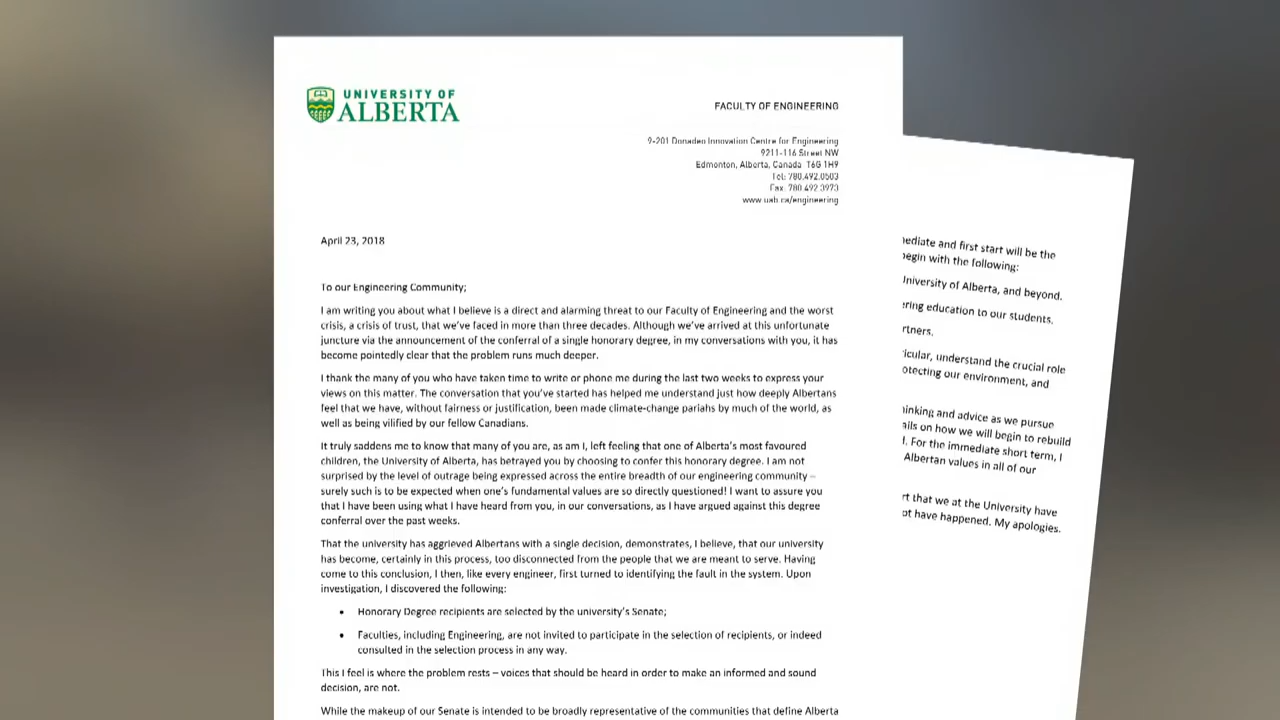 UNIVERSITY OF
ALBERTA
FACULTY OF ENGINEERING
9-201 Donadeo Innovation Centre for Engineering
9211-116 Street NW
Edmonton, Alberta, Canada T6G 1H9
Tel: 780.492.0503
Fax: 780.492.3973
www.uab.ca/engineering
April 23, 2018
To our Engineering Community;
I am writing you about what I believe is a direct and alarming threat to our Faculty of Engineering and the worst
crisis, a crisis of trust, that we've faced in more than three decades. Although we've arrived at this unfortunate
juncture via the announcement of the conferral of a single honorary degree, in my conversations with you, it has
become pointedly clear that the problem runs much deeper.
I thank the many of you who have taken time to write or phone me during the last two weeks to express your
views on this matter. The conversation that you've started has helped me understand just how deeply Albertans
feel that we have, without fairness or justification, been made climate-change pariahs by much of the world, as
well as being vilified by our fellow Canadians.
It truly saddens me to know that many of you are, as am I, left feeling that one of Alberta's most favoured
children, the University of Alberta, has betrayed you by choosing to confer this honorary degree. I am not
surprised by the level of outrage being expressed across the entire breadth of our engineering community –
surely such is to be expected when one's fundamental values are so directly questioned! I want to assure you
that I have been using what I have heard from you, in our conversations, as I have argued against this degree
conferral over the past weeks.
That the university has aggrieved Albertans with a single decision, demonstrates, I believe, that our university
has become, certainly in this process, too disconnected from the people that we are meant to serve. Having
come to this conclusion, I then, like every engineer, first turned to identifying the fault in the system. Upon
investigation, I discovered the following:
• Honorary Degree recipients are selected by the university's Senate;
• Faculties, including Engineering, are not invited to participate in the selection of recipients, or indeed
consulted in the selection process in any way.
This I feel is where the problem rests – voices that should be heard in order to make an informed and sound
decision, are not.
While the makeup of our Senate is intended to be broadly representative of the communities that define Alberta
nediate and first start will be the
begin with the following:
University of Alberta, and beyond.
ering education to our students.
rtners.
icular, understand the crucial role
otecting our environment, and
hinking and advice as we pursue
ails on how we will begin to rebuild
l. For the immediate short term, I
Albertan values in all of our
rt that we at the University have
ot have happened. My apologies.